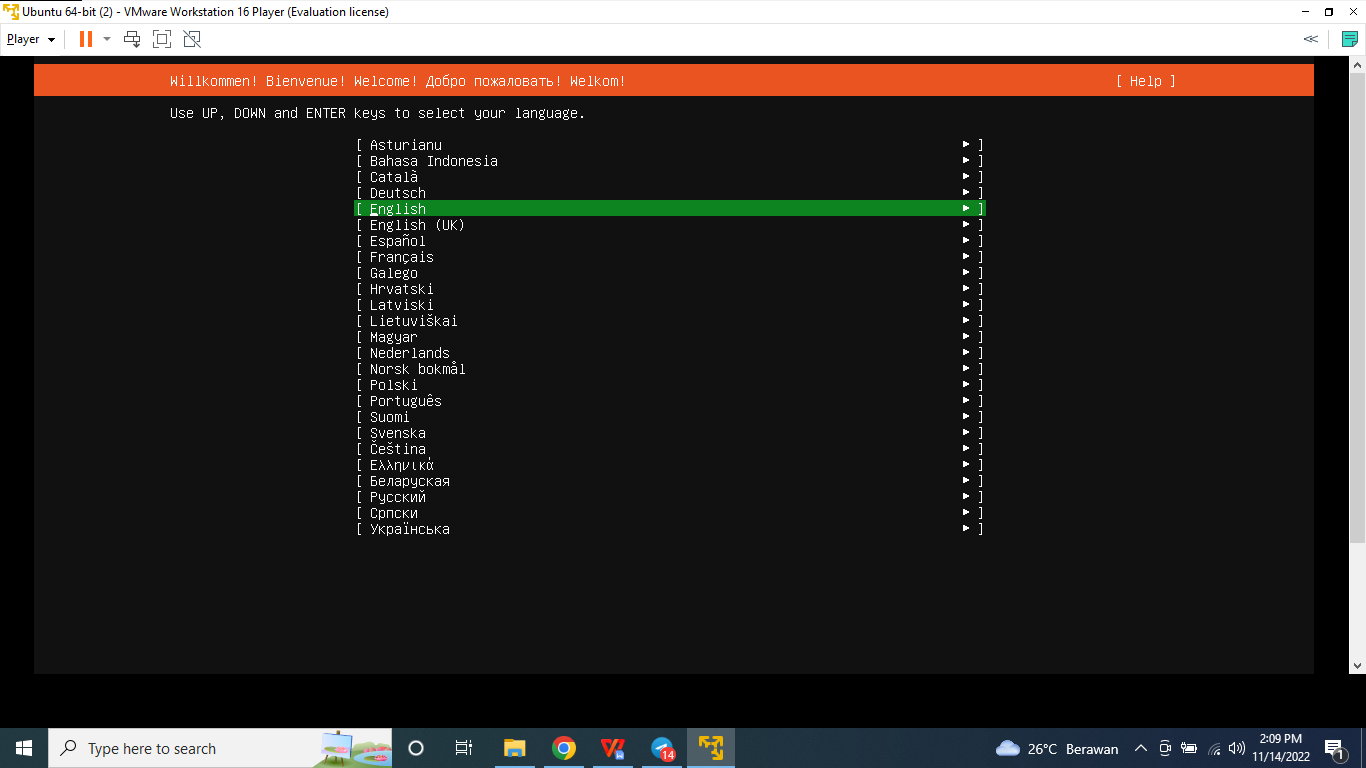 Ubuntu 64-bit (2) - VMware Workstation 16 Player (Evaluation license)
Player
Willkommen! Bienvenue! Welcome! Добро пожаловать! Welkom! [ Help ]
Use UP, DOWN and ENTER keys to select your language.
[ Asturianu ► ]
[ Bahasa Indonesia ► ]
[ Català ► ]
[ Deutsch ► ]
[ English ► ]
[ English (UK) ► ]
[ Español ► ]
[ Français ► ]
[ Galego ► ]
[ Hrvatski ► ]
[ Latviski ► ]
[ Lietuviškai ► ]
[ Magyar ► ]
[ Nederlands ► ]
[ Norsk bokmål ► ]
[ Polski ► ]
[ Português ► ]
[ Suomi ► ]
[ Svenska ► ]
[ Čeština ► ]
[ Ελληνικά ► ]
[ Беларуская ► ]
[ Русский ► ]
[ Српски ► ]
[ Українська ► ]
Type here to search
14
26°C Berawan
2:09 PM
11/14/2022
1